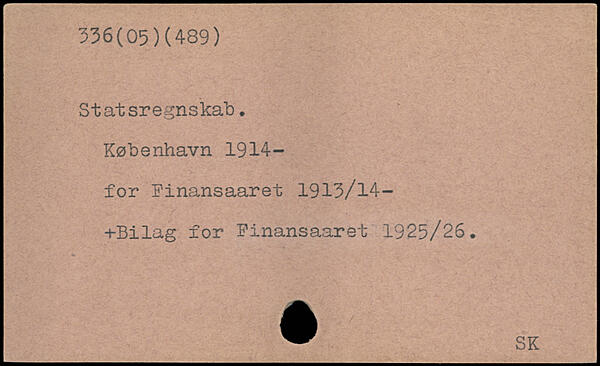 336(05)(489)
Statsregnskab.
København 1914-
for Finansaaret 1913/14-
+Bilag for Finansaaret 1925/26.
SK